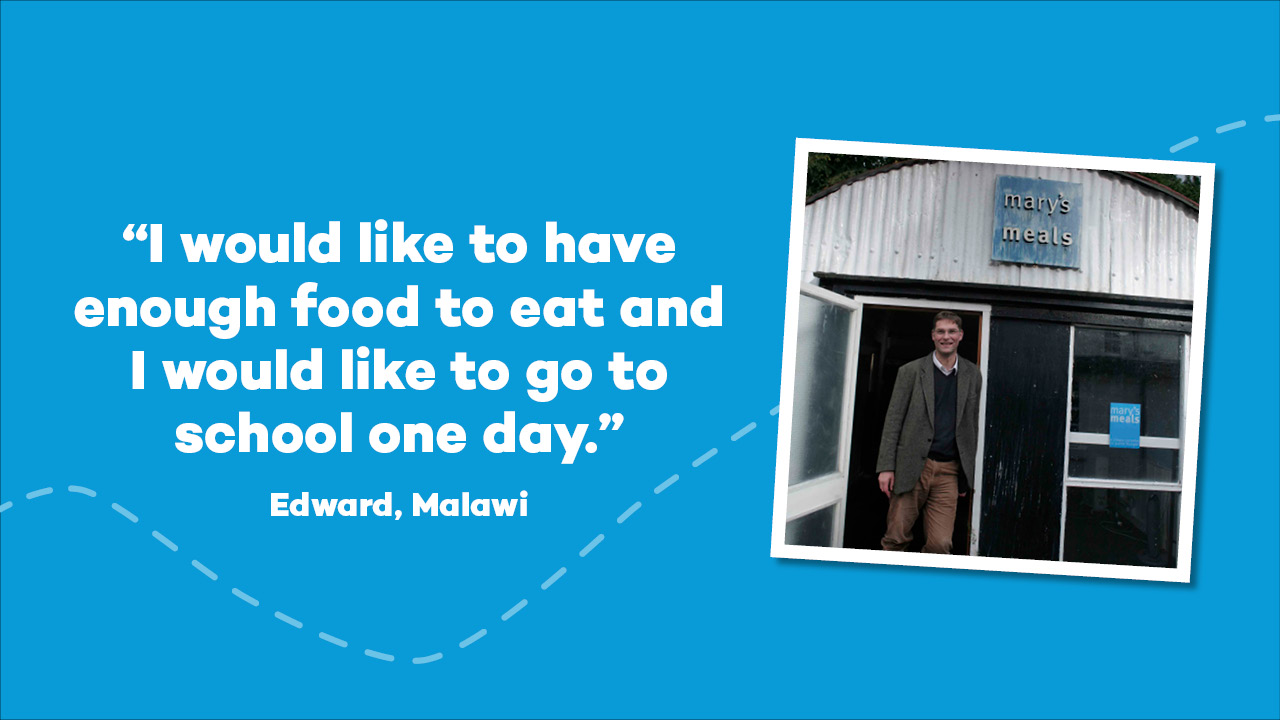 “I would like to have
enough food to eat and
I would like to go to
school one day.”
Edward, Malawi
mary's
meals
mary's
meals